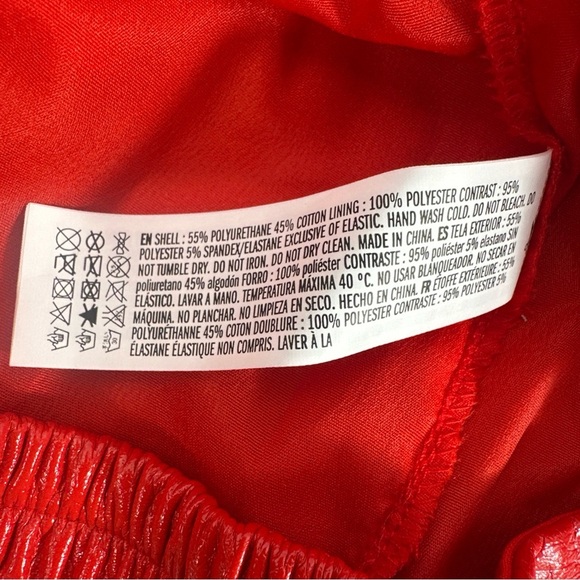 EN SHELL : 55% POLYURETHANE 45% COTTON LINING : 100% POLYESTER CONTRAST : 95%
POLYESTER 5% SPANDEX/ELASTANE EXCLUSIVE OF ELASTIC. HAND WASH COLD. DO NOT BLEACH. DO
NOT TUMBLE DRY. DO NOT IRON. DO NOT DRY CLEAN. MADE IN CHINA. ES TELA EXTERIOR : 55%
poliuretano 45% algodón FORRO : 100% poliéster CONTRASTE : 95% poliéster 5% elastano SIN
ELÁSTICO. LAVAR A MANO. TEMPERATURA MÁXIMA 40 °C. NO USAR BLANQUEADOR. NO SECAR EN
MÁQUINA. NO PLANCHAR. NO LIMPIEZA EN SECO. HECHO EN CHINA. FR ÉTOFFE EXTÉRIEURE : 55%
POLYURÉTHANNE 45% COTON DOUBLURE : 100% POLYESTER CONTRASTE : 95% POLYESTER 5%
ÉLASTANE ÉLASTIQUE NON COMPRIS. LAVER À LA